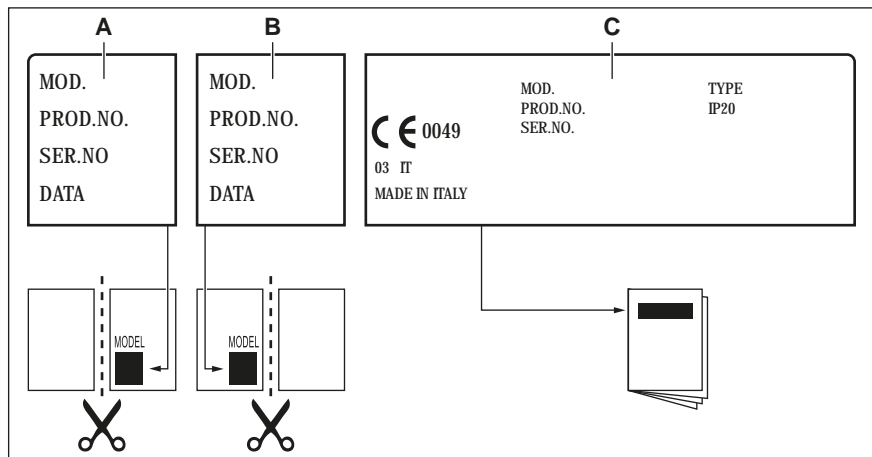 A
B
C
MOD.
PROD.NO.
SER.NO
DATA
MOD.
PROD.NO.
SER.NO
DATA
MOD.
PROD.NO.
SER.NO.
TYPE
IP20
CE 0049
03 IT
MADE IN ITALY
MODEL
MODEL